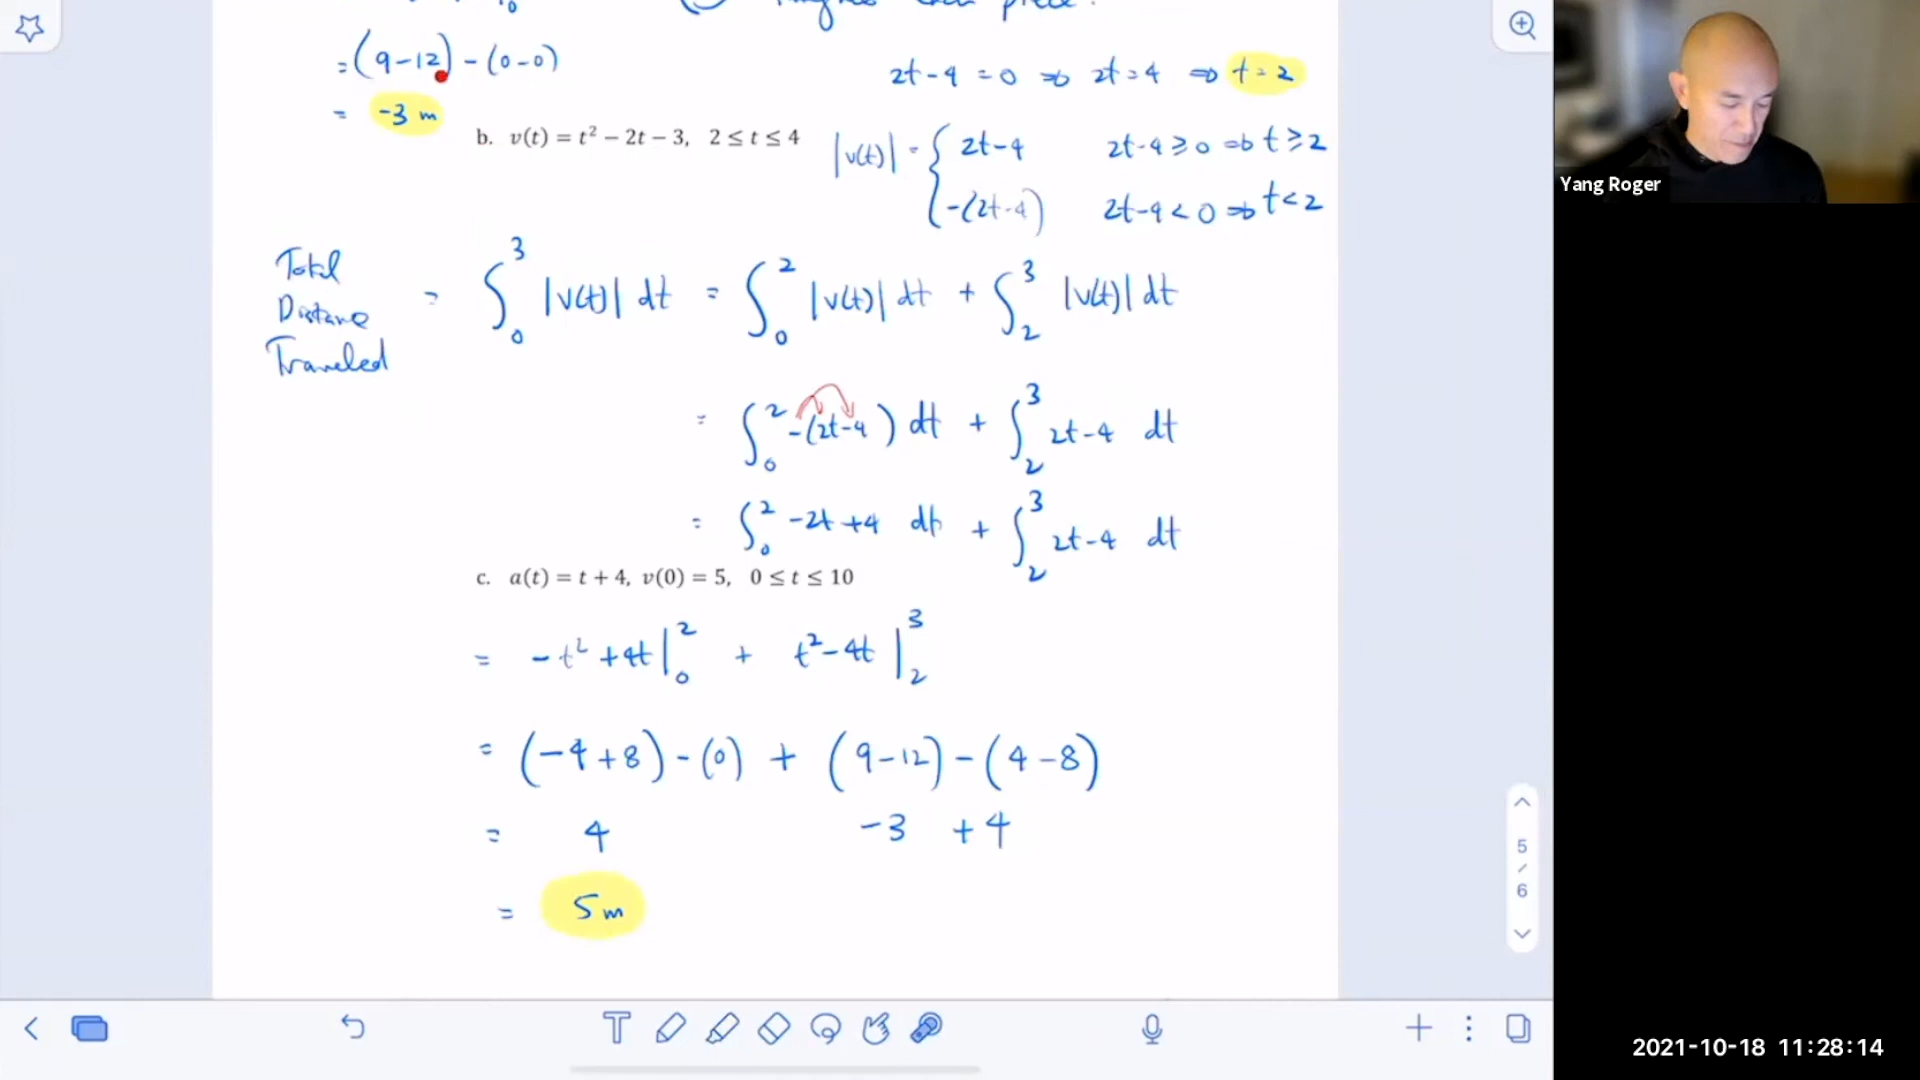 = (9-12) - (0-0)
= -3 m
2t-4 = 0 ⇒ 2t = 4 ⇒ t = 2
b. v(t) = t² − 2t − 3, 2 ≤ t ≤ 4
|v(t)| = { 2t-4 2t-4 ≥ 0 ⇒ t ≥ 2
-(2t-4) 2t-4 < 0 ⇒ t < 2
Total Distance Traveled = ∫₀³ |v(t)| dt = ∫₀² |v(t)| dt + ∫₂³ |v(t)| dt
= ∫₀² -(2t-4) dt + ∫₂³ 2t-4 dt
= ∫₀² -2t+4 dt + ∫₂³ 2t-4 dt
c. a(t) = t + 4, v(0) = 5, 0 ≤ t ≤ 10
= -t² + 4t |₀² + t² - 4t |₂³
= (-4+8) - (0) + (9-12) - (4-8)
= 4 -3 +4
= 5 m
Yang Roger
5
/
6
T
2021-10-18 11:28:14